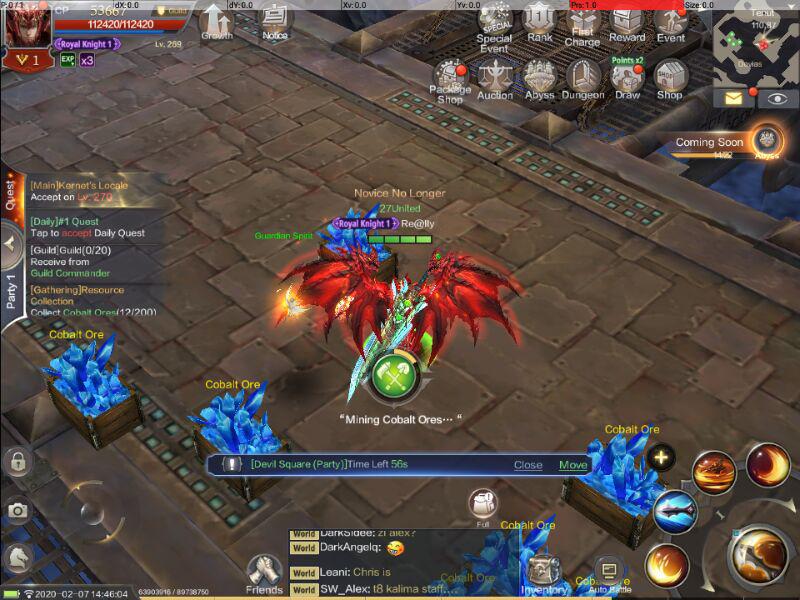 P:0/1
dX:0.0
dY:0.0
Xv:0.0
Yv:0.0
Prs:1.0
Size:0.0
CP 53667
Guild
112420/112420
Royal Knight 1
Lv. 269
1
EXP
x3
Growth
Notice
SPECIAL
Special Event
Rank
First Charge
Reward
Event
Points x2
Package Shop
Auction
Abyss
Dungeon
Draw
Shop
110,87
Devias
Coming Soon
Abyss
Quest
Party 1
[Main]Kernet's Locale
Accept on Lv. 270
[Daily]#1 Quest
Tap to accept Daily Quest
[Guild]Guild(0/20)
Receive from
Guild Commander
[Gathering]Resource
Collection
Collect Cobalt Ores(12/200)
Novice No Longer
27United
Royal Knight 1 Re@lly
Guardian Spirit
Cobalt Ore
Cobalt Ore
Cobalt Ore
"Mining Cobalt Ores… "
[Devil Square (Party)]Time Left 56s
Close
Move
Full
Cobalt Ore
Cobalt Ore
World DarkSidee: zi alex?
World DarkAngelq:
World Leani: Chris is
World SW_Alex: t8 kalima staff....
Friends
Inventory
Auto Battle
2020-02-07 14:46:04
63903916 / 89738750